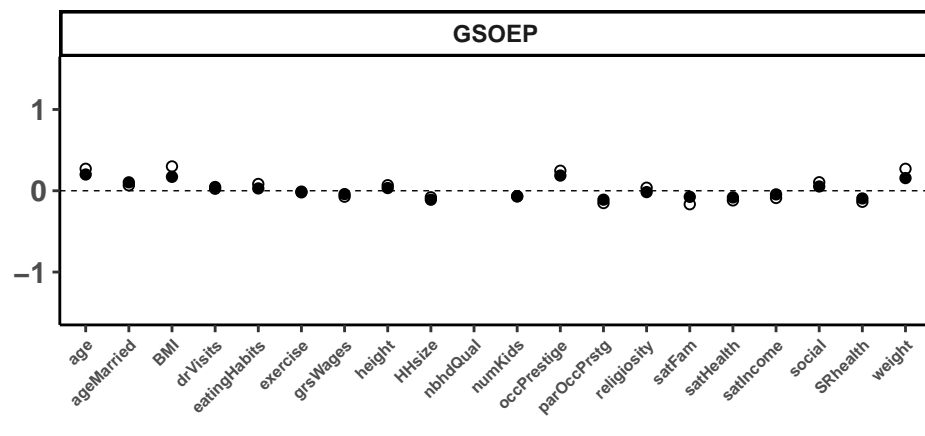 GSOEP
1
0
−1
age
ageMarried
BMI
drVisits
eatingHabits
exercise
grsWages
height
HHsize
nbhdQual
numKids
occPrestige
parOccPrstg
religiosity
satFam
satHealth
satIncome
social
SRhealth
weight